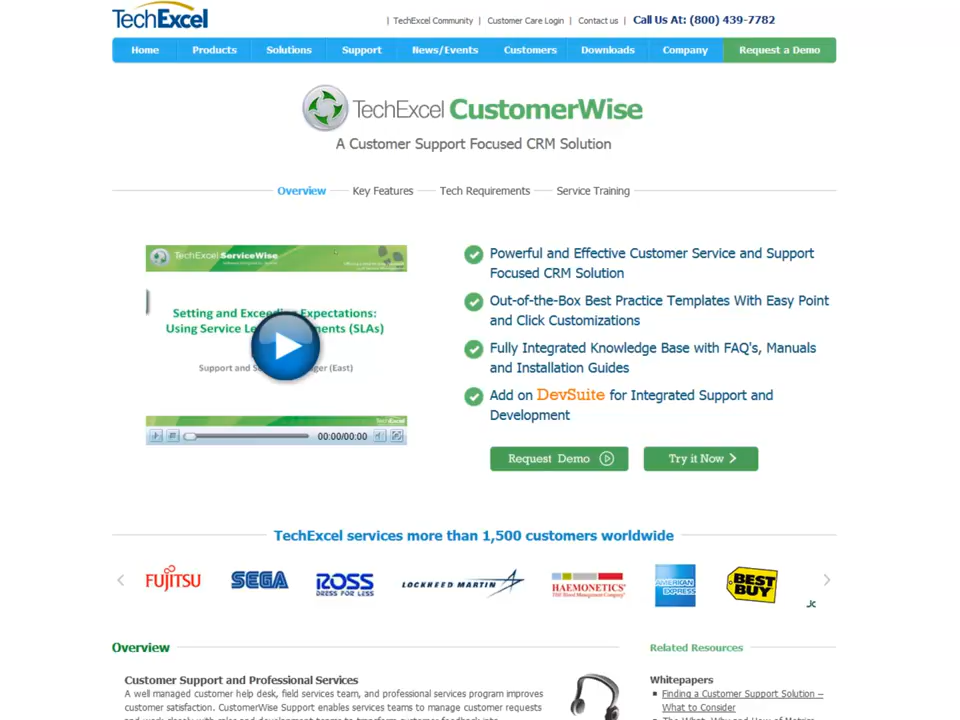 TechExcel
| TechExcel Community | Customer Care Login | Contact us | Call Us At: (800) 439-7782
Home Products Solutions Support News/Events Customers Downloads Company Request a Demo
TechExcel CustomerWise
A Customer Support Focused CRM Solution
Overview Key Features Tech Requirements Service Training
TechExcel ServiceWise
Setting and Exceeding Expectations:
Using Service Le ments (SLAs)
Support and S ger (East)
TechExcel
00:00/00:00
Powerful and Effective Customer Service and Support
Focused CRM Solution
Out-of-the-Box Best Practice Templates With Easy Point
and Click Customizations
Fully Integrated Knowledge Base with FAQ's, Manuals
and Installation Guides
Add on DevSuite for Integrated Support and
Development
Request Demo Try it Now
TechExcel services more than 1,500 customers worldwide
FUJITSU SEGA ROSS DRESS FOR LESS LOCKHEED MARTIN HAEMONETICS THE Blood Management Company AMERICAN EXPRESS BEST BUY Jc
Overview
Customer Support and Professional Services
A well managed customer help desk, field services team, and professional services program improves
customer satisfaction. CustomerWise Support enables services teams to manage customer requests
Related Resources
Whitepapers
Finding a Customer Support Solution –
What to Consider